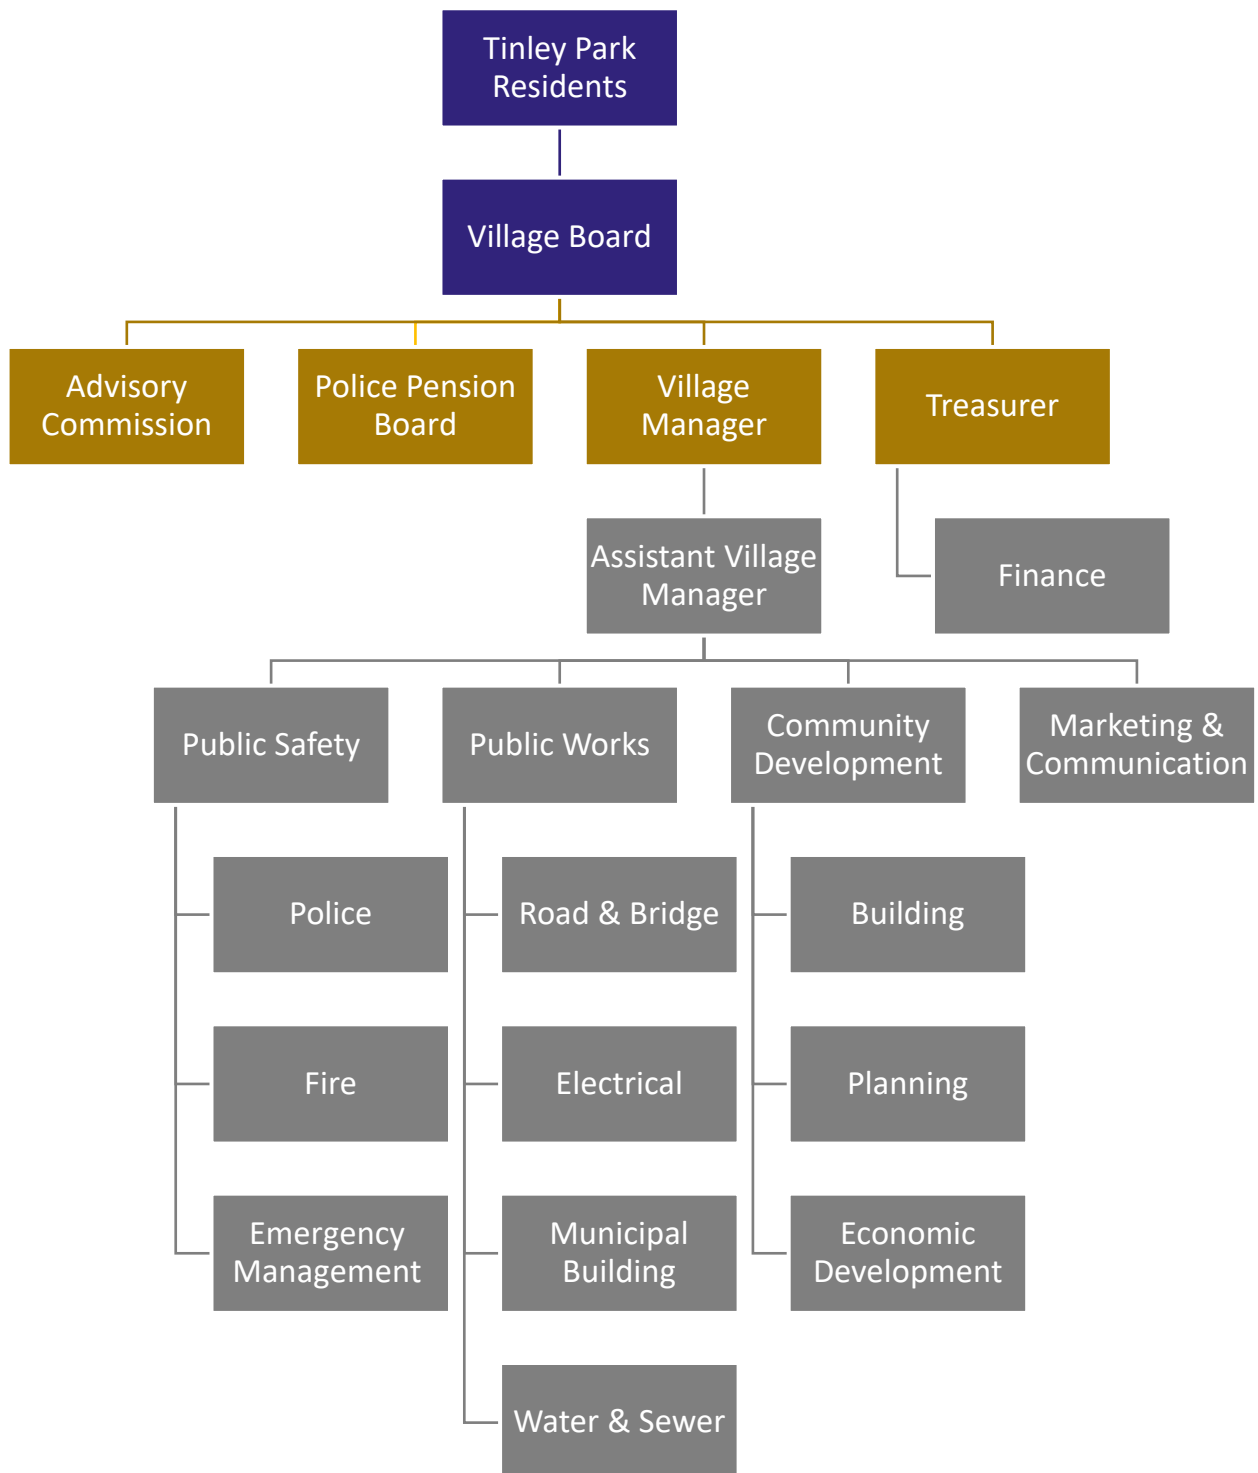 Tinley Park
Residents
Village Board
Advisory
Commission
Police Pension
Board
Village
Manager
Treasurer
Assistant Village
Manager
Finance
Public Safety
Public Works
Community
Development
Marketing &
Communication
Police
Road & Bridge
Building
Fire
Electrical
Planning
Emergency
Management
Municipal
Building
Economic
Development
Water & Sewer